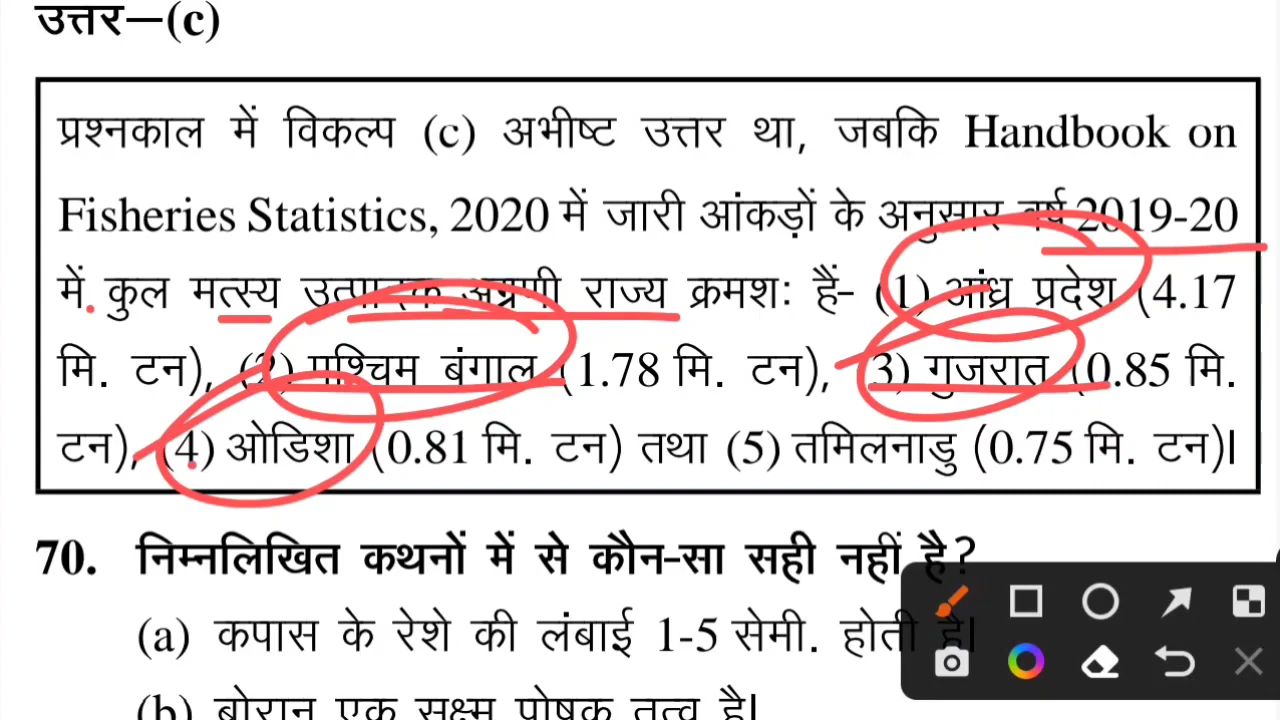 उत्तर–(c)
प्रश्नकाल में विकल्प (c) अभीष्ट उत्तर था, जबकि Handbook on
Fisheries Statistics, 2020 में जारी आंकड़ों के अनुसार वर्ष 2019-20
में कुल मत्स्य उत्पादक अग्रणी राज्य क्रमशः हैं- (1) आंध्र प्रदेश (4.17
मि. टन), (2) पश्चिम बंगाल (1.78 मि. टन), (3) गुजरात (0.85 मि.
टन), (4) ओडिशा (0.81 मि. टन) तथा (5) तमिलनाडु (0.75 मि. टन)।
70. निम्नलिखित कथनों में से कौन-सा सही नहीं है?
(a) कपास के रेशे की लंबाई 1-5 सेमी. होती है।
(b) बोरान एक सूक्ष्म पोषक तत्व है।